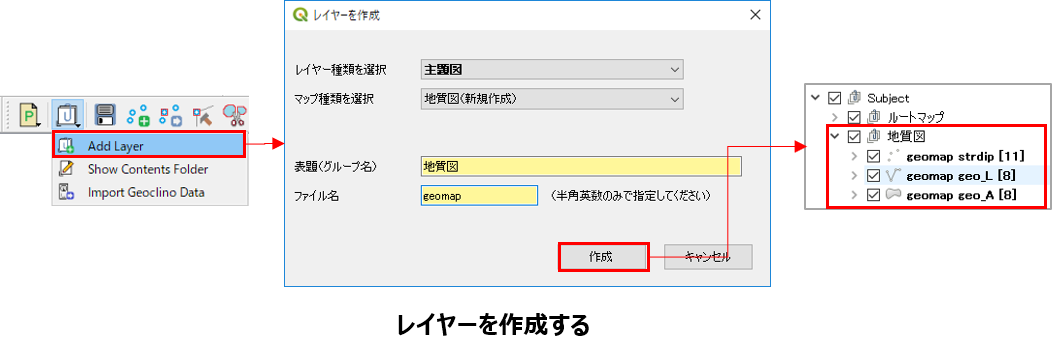 P
U
Add Layer
Show Contents Folder
Import Geoclino Data
レイヤーを作成
レイヤー種類を選択
主題図
マップ種類を選択
地質図(新規作成)
表題(グループ名)
地質図
ファイル名
geomap
(半角英数のみで指定してください)
作成
キャンセル
Subject
ルートマップ
地質図
geomap strdip [11]
geomap geo_L [8]
geomap geo_A [8]
レイヤーを作成する